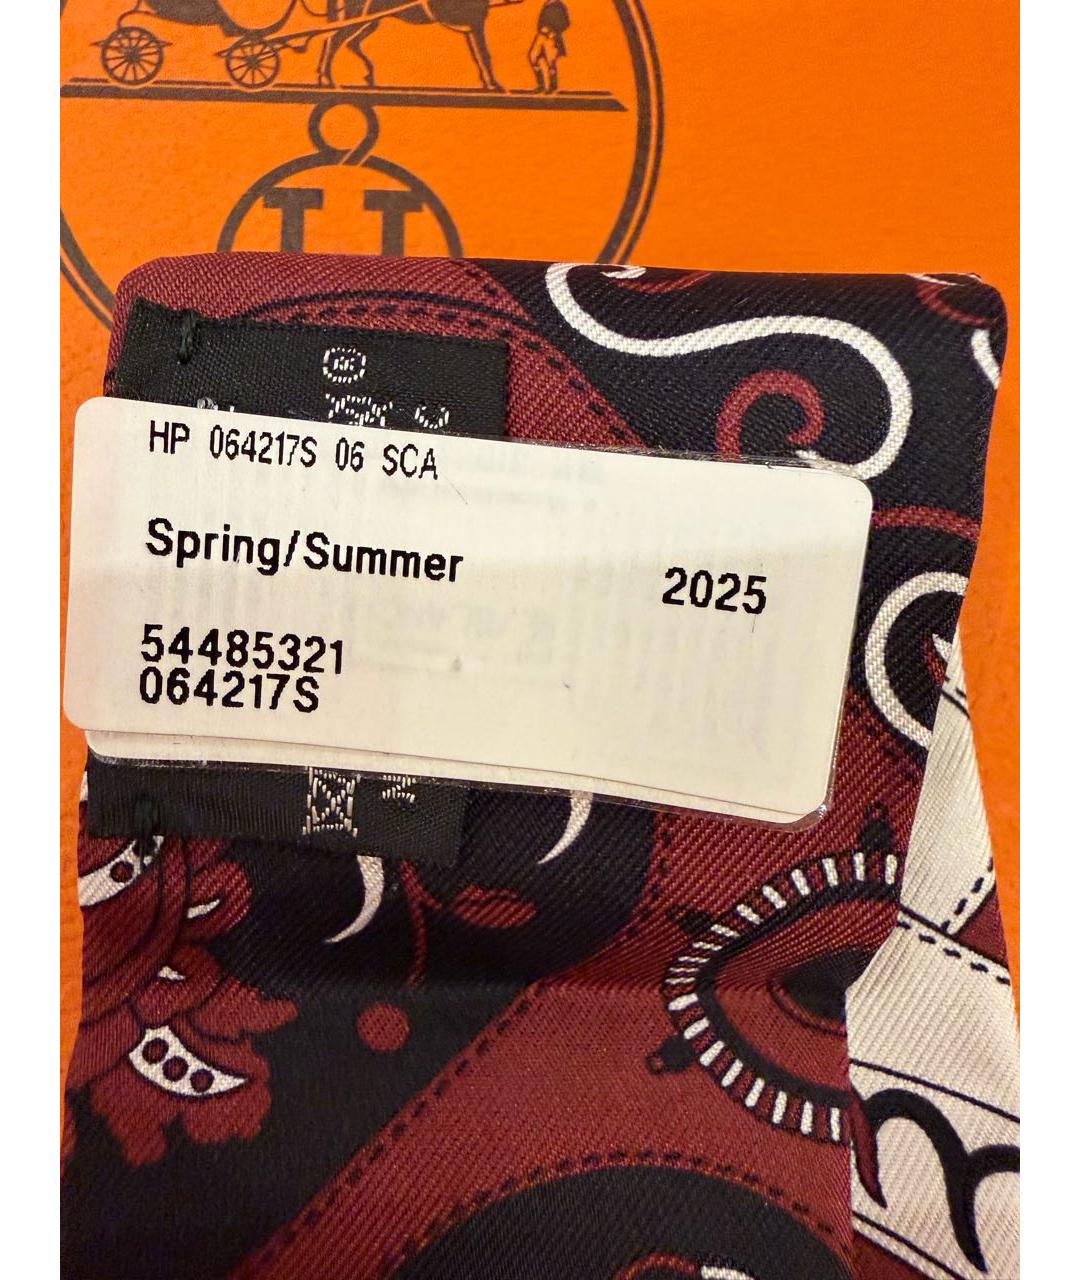 H
HP 064217S 06 SCA
Spring/Summer 2025
54485321
064217S